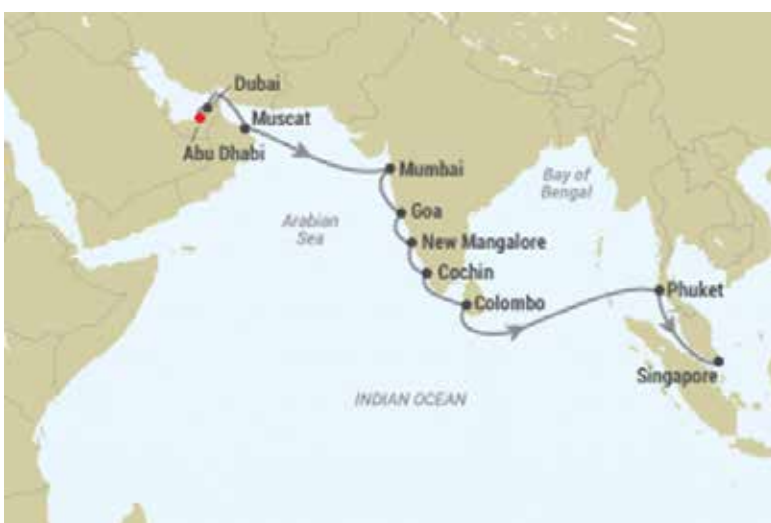 Dubai
Muscat
Abu Dhabi
Mumbai
Bay of
Bengal
Arabian
Sea
Goa
New Mangalore
Cochin
Colombo
Phuket
Singapore
INDIAN OCEAN